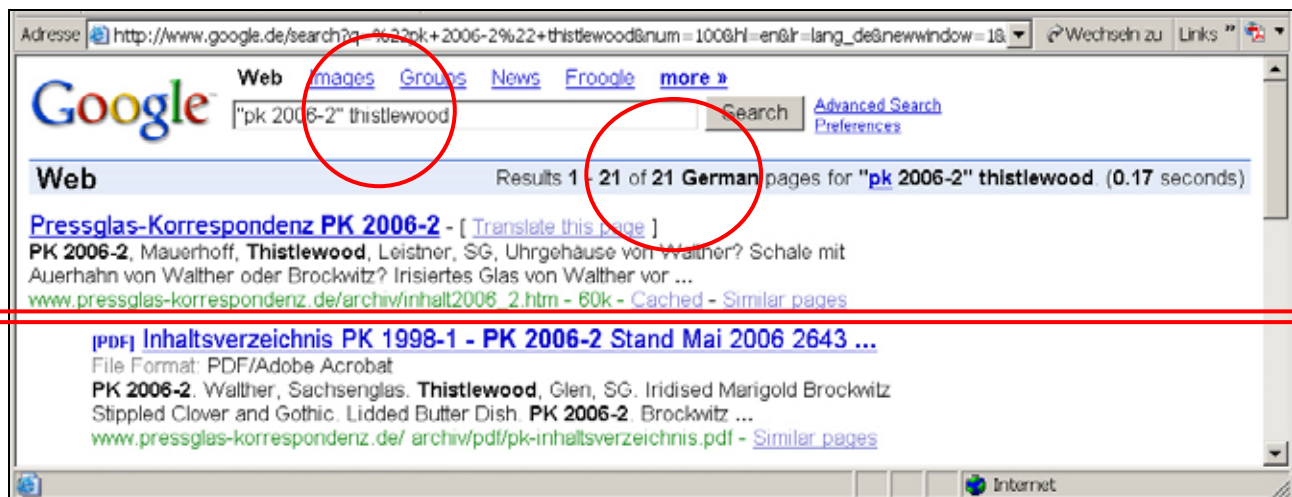 Adresse http://www.google.de/search?q=%22pk+2006-2%22+thistlewood&num=100&hl=en&lr=lang_de&newwindow=1& Wechseln zu Links »
Web Images Groups News Froogle more »
Google "pk 2006-2" thistlewood Search Advanced Search
Preferences
Web Results 1 - 21 of 21 German pages for "pk 2006-2" thistlewood. (0.17 seconds)
Pressglas-Korrespondenz PK 2006-2 - [ Translate this page ]
PK 2006-2, Mauerhoff, Thistlewood, Leistner, SG, Uhrgehäuse von Walther? Schale mit
Auerhahn von Walther oder Brockwitz? Irisiertes Glas von Walther vor ...
www.pressglas-korrespondenz.de/archiv/inhalt2006_2.htm - 60k - Cached - Similar pages
[PDF] Inhaltsverzeichnis PK 1998-1 - PK 2006-2 Stand Mai 2006 2643 ...
File Format: PDF/Adobe Acrobat
PK 2006-2. Walther, Sachsenglas. Thistlewood, Glen, SG. Iridised Marigold Brockwitz
Stippled Clover and Gothic. Lidded Butter Dish. PK 2006-2. Brockwitz ...
www.pressglas-korrespondenz.de/ archiv/pdf/pk-inhaltsverzeichnis.pdf - Similar pages
Internet